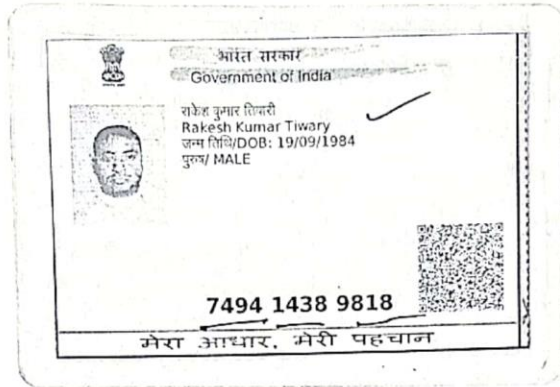 भारत सरकार
Government of India
राकेश कुमार तिवारी
Rakesh Kumar Tiwary
जन्म तिथि/DOB: 19/09/1984
पुरुष/ MALE
7494 1438 9818
मेरा आधार, मेरी पहचान